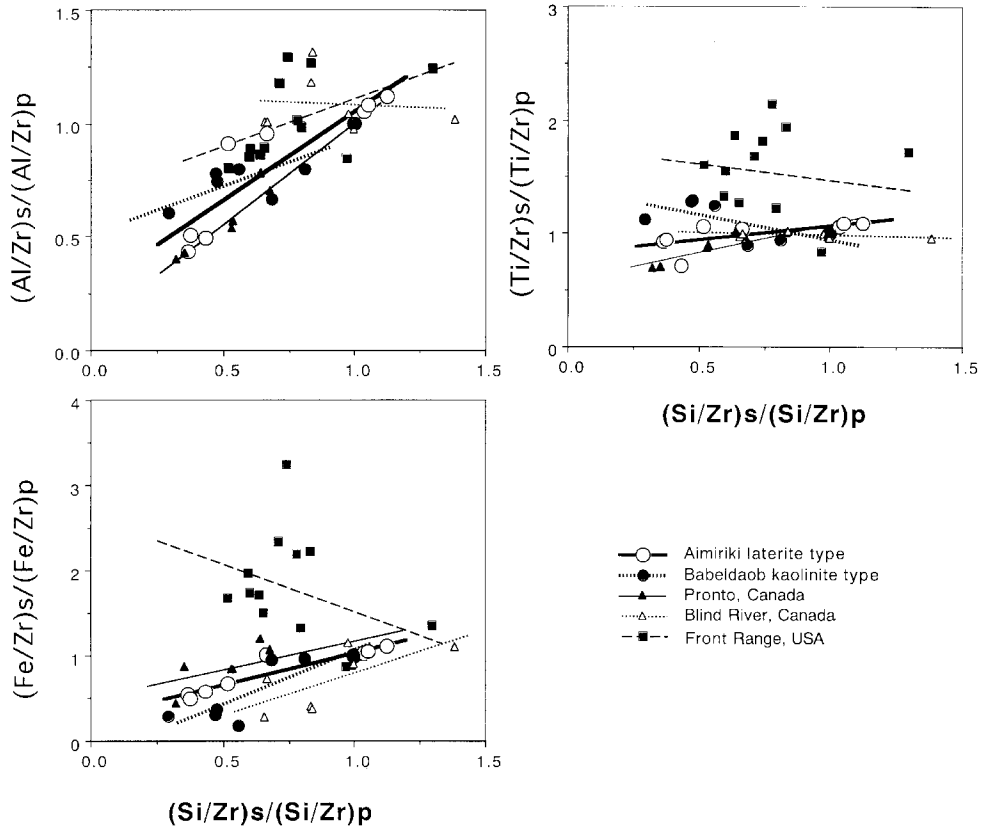 (Al/Zr)s/(Al/Zr)p
1.5
1.0
0.5
0.0
0.0 0.5 1.0 1.5
(Ti/Zr)s/(Ti/Zr)p
3
2
1
0
0.0 0.5 1.0 1.5
(Si/Zr)s/(Si/Zr)p
(Fe/Zr)s/(Fe/Zr)p
4
3
2
1
0
0.0 0.5 1.0 1.5
(Si/Zr)s/(Si/Zr)p
Aimiriki laterite type
Babeldaob kaolinite type
Pronto, Canada
Blind River, Canada
Front Range, USA